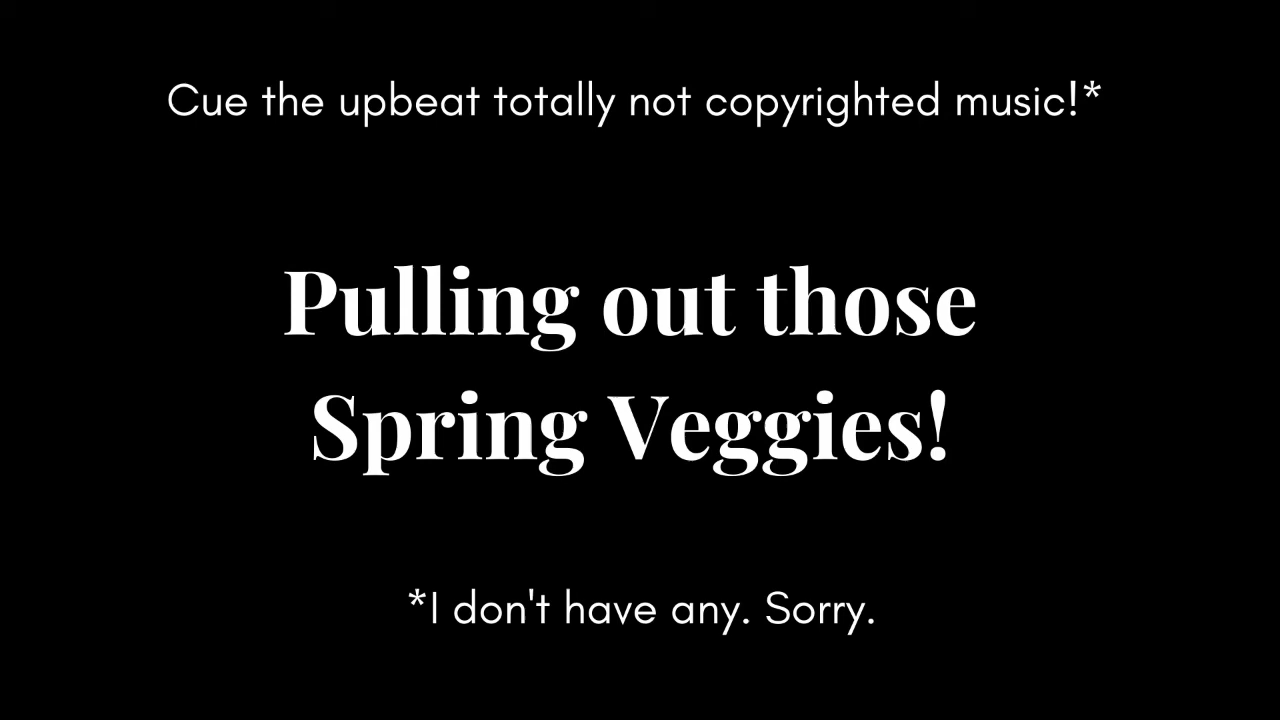 Cue the upbeat totally not copyrighted music!*
Pulling out those
Spring Veggies!
*I don't have any. Sorry.